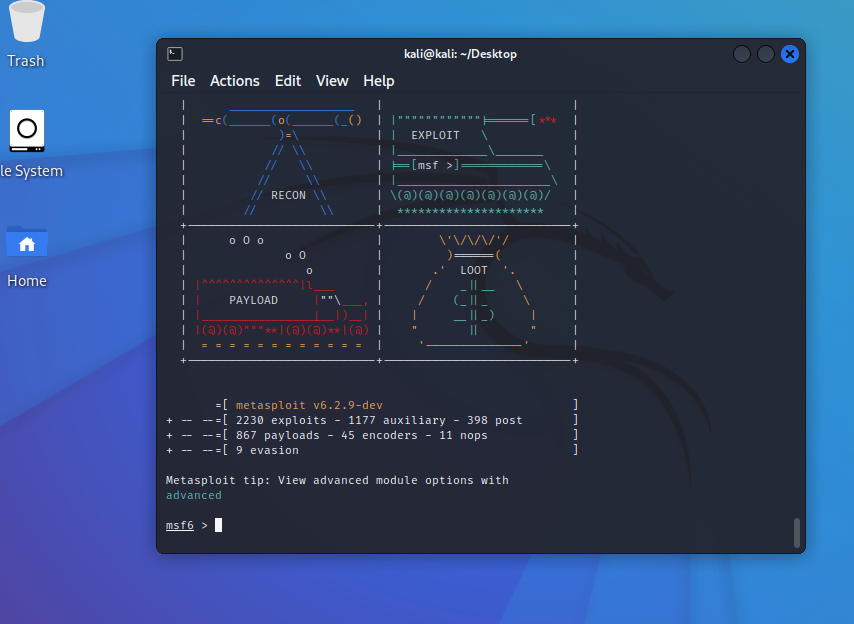 Trash
le System
Home
kali@kali: ~/Desktop
File Actions Edit View Help
EXPLOIT
==[msf >]
RECON
o O o
o O
o
LOOT
PAYLOAD
=[ metasploit v6.2.9-dev ]
+ -- --=[ 2230 exploits - 1177 auxiliary - 398 post ]
+ -- --=[ 867 payloads - 45 encoders - 11 nops ]
+ -- --=[ 9 evasion ]
Metasploit tip: View advanced module options with
advanced
msf6 >